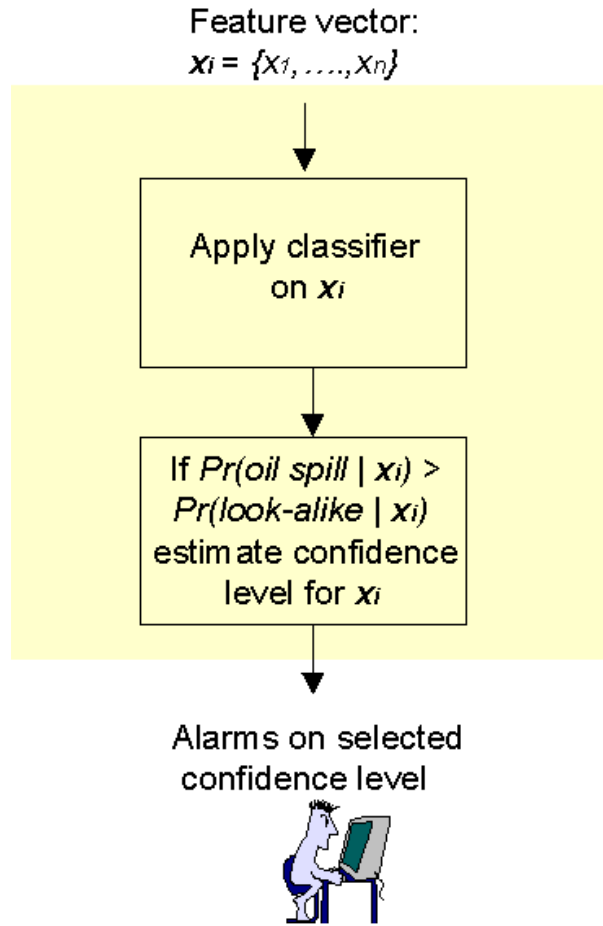 Feature vector:
xi = {x1, ....,xn}
Apply classifier
on xi
If Pr(oil spill | xi) >
Pr(look-alike | xi)
estimate confidence
level for xi
Alarms on selected
confidence level